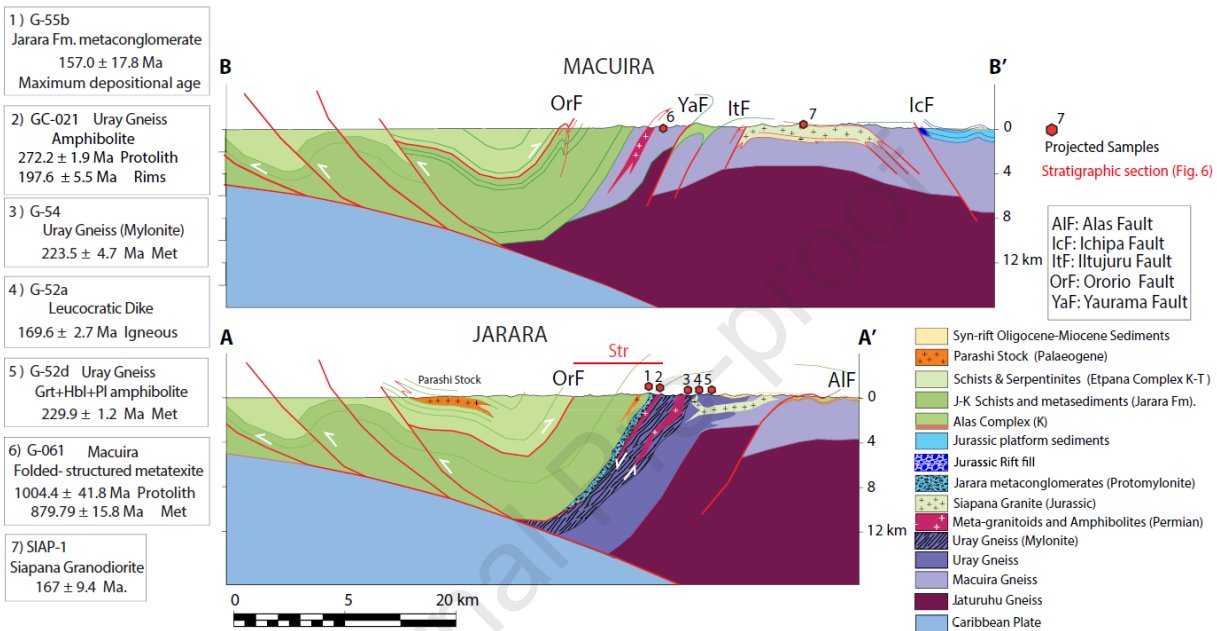 1 ) G-55b
Jarara Fm. metaconglomerate
157.0 ± 17.8 Ma
Maximum depositional age
2) GC-021 Uray Gneiss
Amphibolite
272.2 ± 1.9 Ma Protolith
197.6 ± 5.5 Ma Rims
3) G-54
Uray Gneiss (Mylonite)
223.5 ± 4.7 Ma Met
4) G-52a
Leucocratic Dike
169.6 ± 2.7 Ma Igneous
5) G-52d Uray Gneiss
Grt+Hbl+Pl amphibolite
229.9 ± 1.2 Ma Met
6) G-061 Macuira
Folded- structured metatexite
1004.4 ± 41.8 Ma Protolith
879.79 ± 15.8 Ma Met
7) SIAP-1
Siapana Granodiorite
167 ± 9.4 Ma.
B MACUIRA B'
OrF 6 YaF ItF 7 IcF
0
4
8
12 km
7
Projected Samples
Stratigraphic section (Fig. 6)
AlF: Alas Fault
IcF: Ichipa Fault
ItF: Iltujuru Fault
OrF: Ororio Fault
YaF: Yaurama Fault
A JARARA A'
Str
Parashi Stock OrF 1 2 3 4 5 AlF
0
4
8
12 km
0 5 20 km
Syn-rift Oligocene-Miocene Sediments
Parashi Stock (Palaeogene)
Schists & Serpentinites (Etpana Complex K-T)
J-K Schists and metasediments (Jarara Fm).
Alas Complex (K)
Jurassic platform sediments
Jurassic Rift fill
Jarara metaconglomerates (Protomylonite)
Siapana Granite (Jurassic)
Meta-granitoids and Amphibolites (Permian)
Uray Gneiss (Mylonite)
Uray Gneiss
Macuira Gneiss
Jaturuhu Gneiss
Caribbean Plate